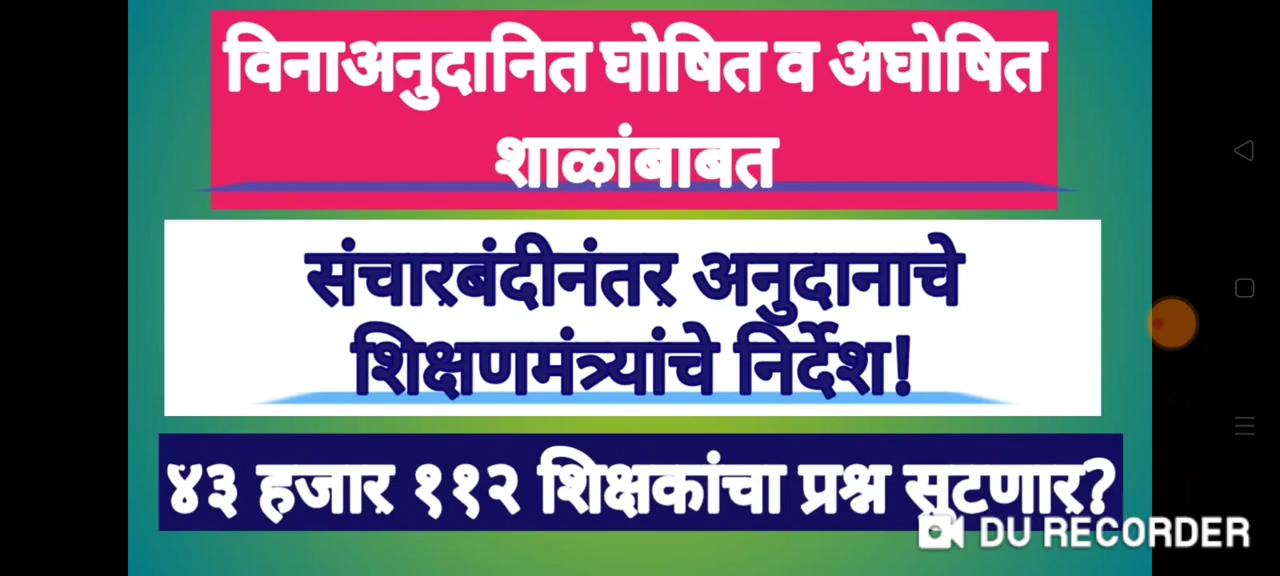 विनाअनुदानित घोषित व अघोषित
शाळांबाबत
संचारबंदीनंतर अनुदानाचे
शिक्षणमंत्र्यांचे निर्देश!
४३ हजार ११२ शिक्षकांचा प्रश्न सुटणार?
DU RECORDER